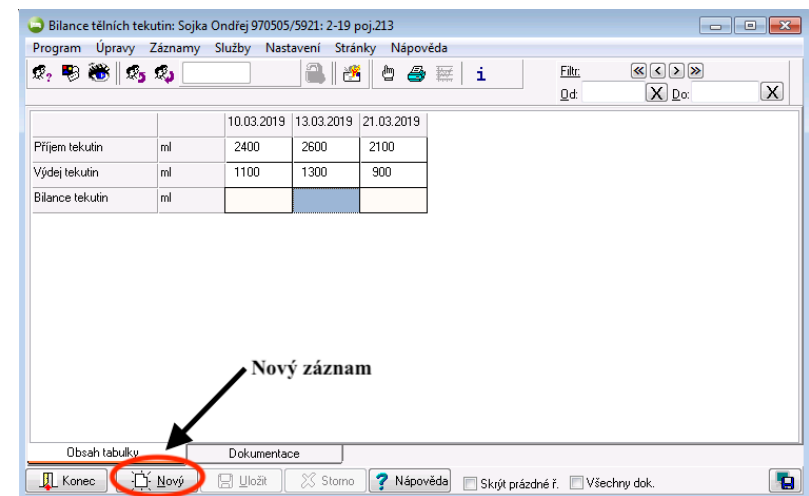 Bilance tělních tekutin: Sojka Ondřej 970505/5921: 2-19 poj.213
Program Úpravy Záznamy Služby Nastavení Stránky Nápověda
Filtr:
Od: X Do: X
10.03.2019 13.03.2019 21.03.2019
Příjem tekutin ml 2400 2600 2100
Výdej tekutin ml 1100 1300 900
Bilance tekutin ml
Nový záznam
Obsah tabulky Dokumentace
Konec Nový Uložit Storno Nápověda Skrýt prázdné ř. Všechny dok.